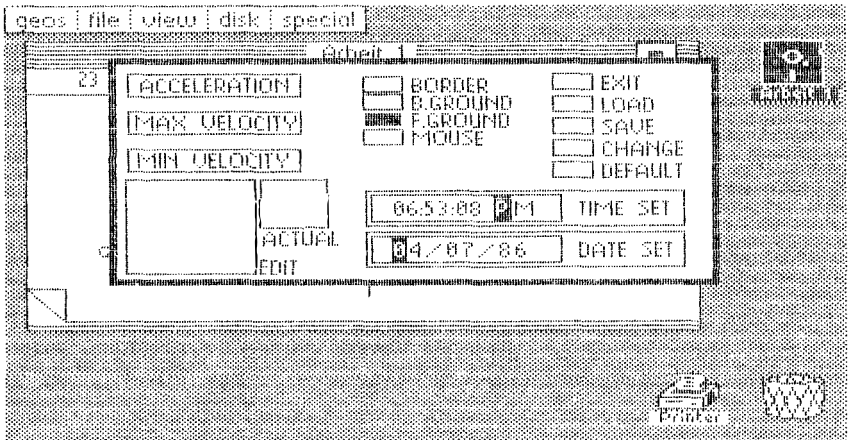 geos file view disk special
Arbeit 1
23
ACCELERATION
MAX VELOCITY
MIN VELOCITY
BORDER
B.GROUND
F.GROUND
MOUSE
EXIT
LOAD
SAVE
CHANGE
DEFAULT
06:53:08 PM TIME SET
04/07/86 DATE SET
ACTUAL
EDIT
Printer